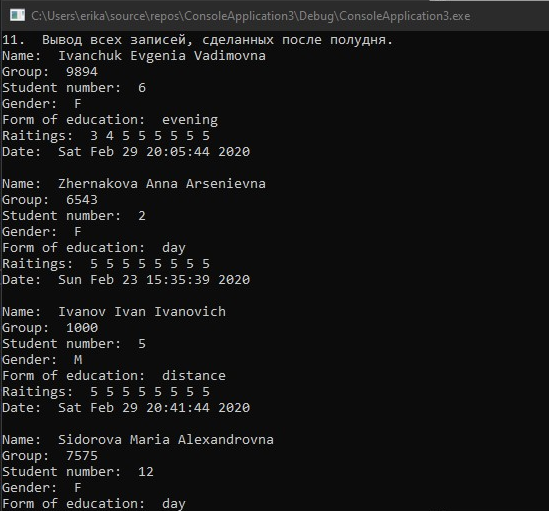 C:\Users\erika\source\repos\ConsoleApplication3\Debug\ConsoleApplication3.exe
11.  Вывод всех записей, сделанных после полудня.
Name:  Ivanchuk Evgenia Vadimovna
Group:  9894
Student number:  6
Gender:  F
Form of education:  evening
Raitings:  3 4 5 5 5 5 5 5
Date:  Sat Feb 29 20:05:44 2020
Name:  Zhernakova Anna Arsenievna
Group:  6543
Student number:  2
Gender:  F
Form of education:  day
Raitings:  5 5 5 5 5 5 5 5
Date:  Sun Feb 23 15:35:39 2020
Name:  Ivanov Ivan Ivanovich
Group:  1000
Student number:  5
Gender:  M
Form of education:  distance
Raitings:  5 5 5 5 5 5 5 5
Date:  Sat Feb 29 20:41:44 2020
Name:  Sidorova Maria Alexandrovna
Group:  7575
Student number:  12
Gender:  F
Form of education:  day